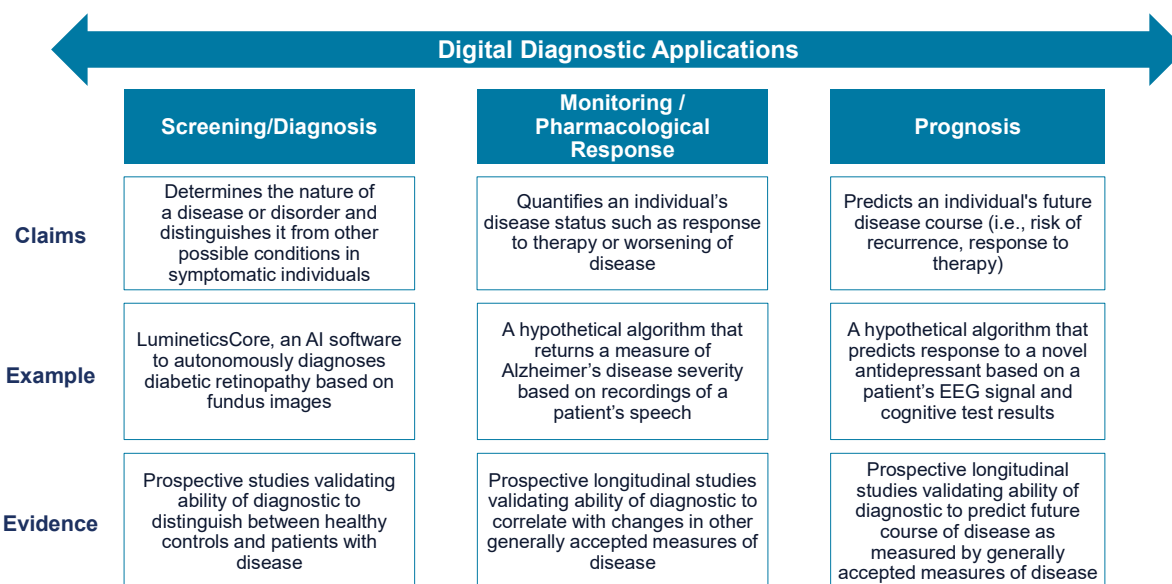 Digital Diagnostic Applications
Screening/Diagnosis
Monitoring /
Pharmacological
Response
Prognosis
Claims
Determines the nature of
a disease or disorder and
distinguishes it from other
possible conditions in
symptomatic individuals
Quantifies an individual’s
disease status such as response
to therapy or worsening of
disease
Predicts an individual's future
disease course (i.e., risk of
recurrence, response to
therapy)
Example
LumineticsCore, an AI software
to autonomously diagnoses
diabetic retinopathy based on
fundus images
A hypothetical algorithm that
returns a measure of
Alzheimer’s disease severity
based on recordings of a
patient’s speech
A hypothetical algorithm that
predicts response to a novel
antidepressant based on a
patient’s EEG signal and
cognitive test results
Evidence
Prospective studies validating
ability of diagnostic to
distinguish between healthy
controls and patients with
disease
Prospective longitudinal studies
validating ability of diagnostic to
correlate with changes in other
generally accepted measures of
disease
Prospective longitudinal
studies validating ability of
diagnostic to predict future
course of disease as
measured by generally
accepted measures of disease